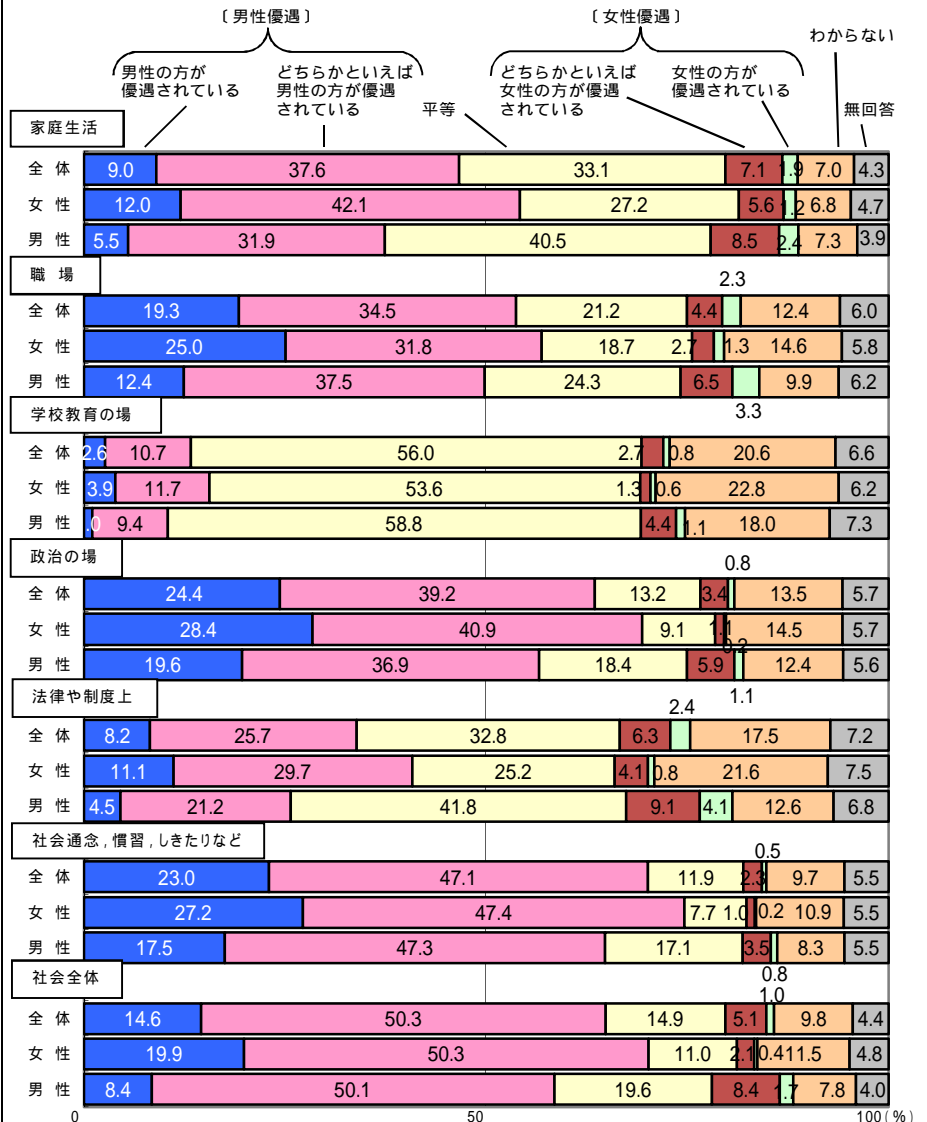 〔男性優遇〕
〔女性優遇〕
わからない
男性の方が
優遇されている
どちらかといえば
男性の方が優遇
されている
平等
どちらかといえば
女性の方が優遇
されている
女性の方が
優遇されている
無回答
家庭生活
全 体 9.0 37.6 33.1 7.1 1.9 7.0 4.3
女 性 12.0 42.1 27.2 5.6 1.2 6.8 4.7
男 性 5.5 31.9 40.5 8.5 2.4 7.3 3.9
職 場
2.3
全 体 19.3 34.5 21.2 4.4 12.4 6.0
女 性 25.0 31.8 18.7 2.7 1.3 14.6 5.8
男 性 12.4 37.5 24.3 6.5 9.9 6.2
3.3
学校教育の場
全 体 2.6 10.7 56.0 2.7 0.8 20.6 6.6
女 性 3.9 11.7 53.6 1.3 0.6 22.8 6.2
男 性 .0 9.4 58.8 4.4 1.1 18.0 7.3
政治の場
0.8
全 体 24.4 39.2 13.2 3.4 13.5 5.7
女 性 28.4 40.9 9.1 1.1 0.2 14.5 5.7
男 性 19.6 36.9 18.4 5.9 12.4 5.6
1.1
法律や制度上
2.4
全 体 8.2 25.7 32.8 6.3 17.5 7.2
女 性 11.1 29.7 25.2 4.1 0.8 21.6 7.5
男 性 4.5 21.2 41.8 9.1 4.1 12.6 6.8
社会通念,慣習,しきたりなど
0.5
全 体 23.0 47.1 11.9 2.3 9.7 5.5
女 性 27.2 47.4 7.7 1.0 0.2 10.9 5.5
男 性 17.5 47.3 17.1 3.5 8.3 5.5
0.8
社会全体
1.0
全 体 14.6 50.3 14.9 5.1 9.8 4.4
女 性 19.9 50.3 11.0 2.1 0.4 11.5 4.8
男 性 8.4 50.1 19.6 8.4 1.7 7.8 4.0
0 50 100(%)